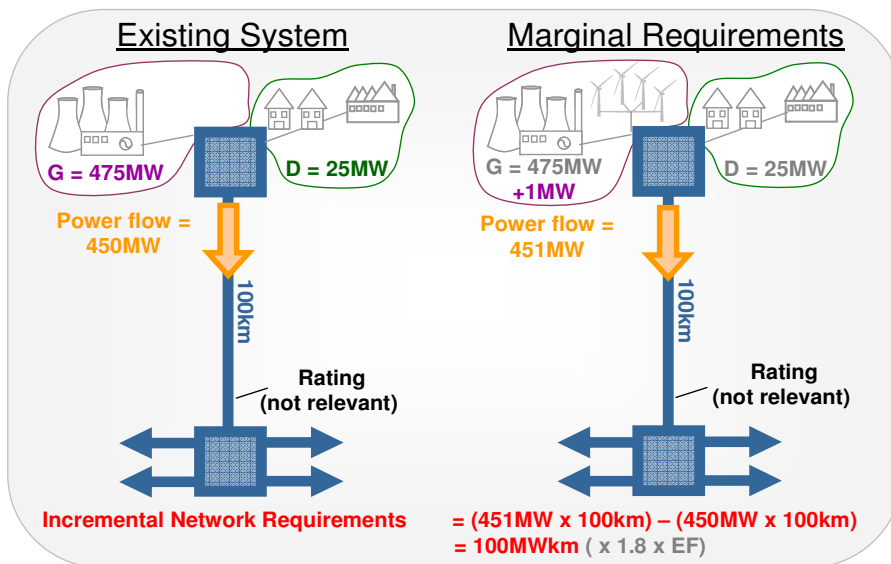 Existing System
G = 475MW
D = 25MW
Power flow =
450MW
100km
Rating
(not relevant)
Marginal Requirements
G = 475MW
+1MW
D = 25MW
Power flow =
451MW
100km
Rating
(not relevant)
Incremental Network Requirements
= (451MW x 100km) – (450MW x 100km)
= 100MWkm ( x 1.8 x EF)